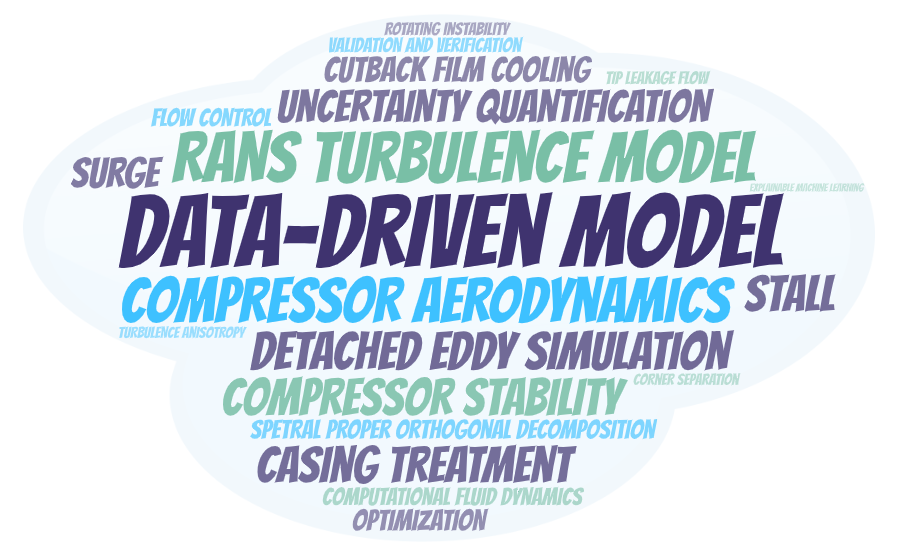 ROTATING INSTABILITY
VALIDATION AND VERIFICATION
CUTBACK FILM COOLING
TIP LEAKAGE FLOW
FLOW CONTROL
UNCERTAINTY QUANTIFICATION
SURGE
RANS TURBULENCE MODEL
EXPLAINABLE MACHINE LEARNING
DATA-DRIVEN MODEL
COMPRESSOR AERODYNAMICS
STALL
TURBULENCE ANISOTROPY
DETACHED EDDY SIMULATION
CORNER SEPARATION
COMPRESSOR STABILITY
SPETRAL PROPER ORTHOGONAL DECOMPOSITION
CASING TREATMENT
COMPUTATIONAL FLUID DYNAMICS
OPTIMIZATION